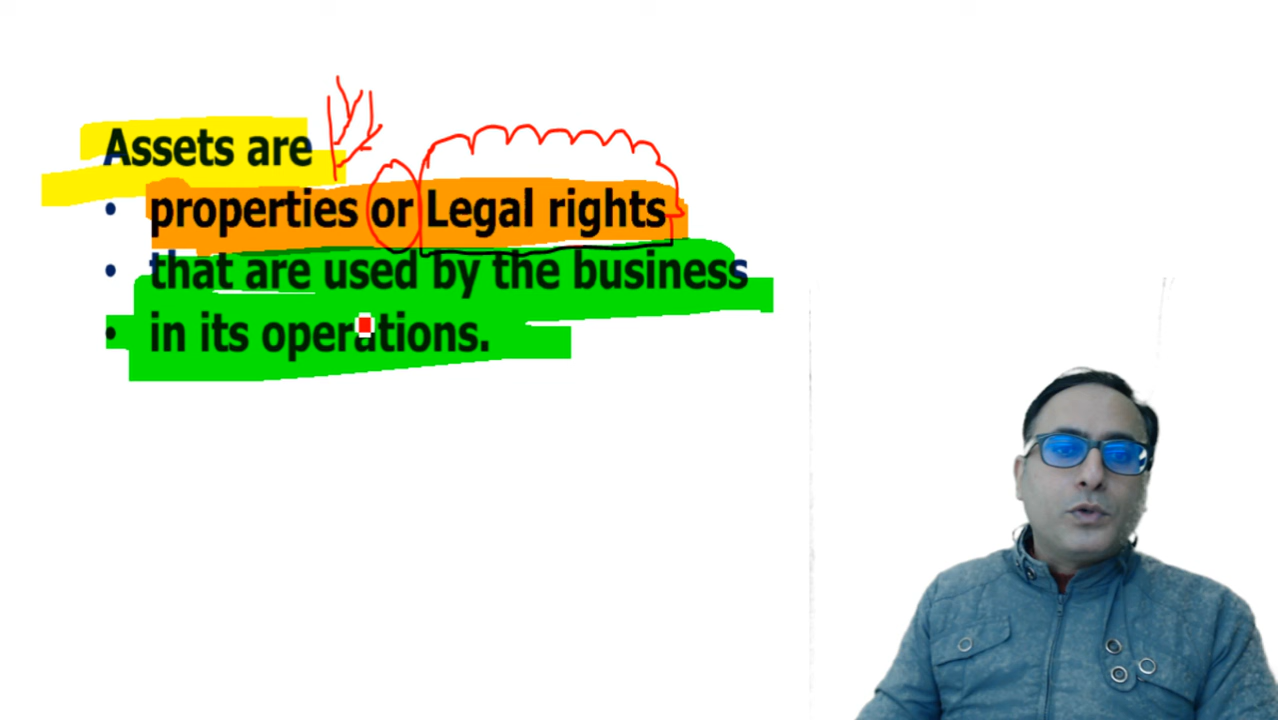 Assets are
• properties or Legal rights
• that are used by the business
• in its operations.